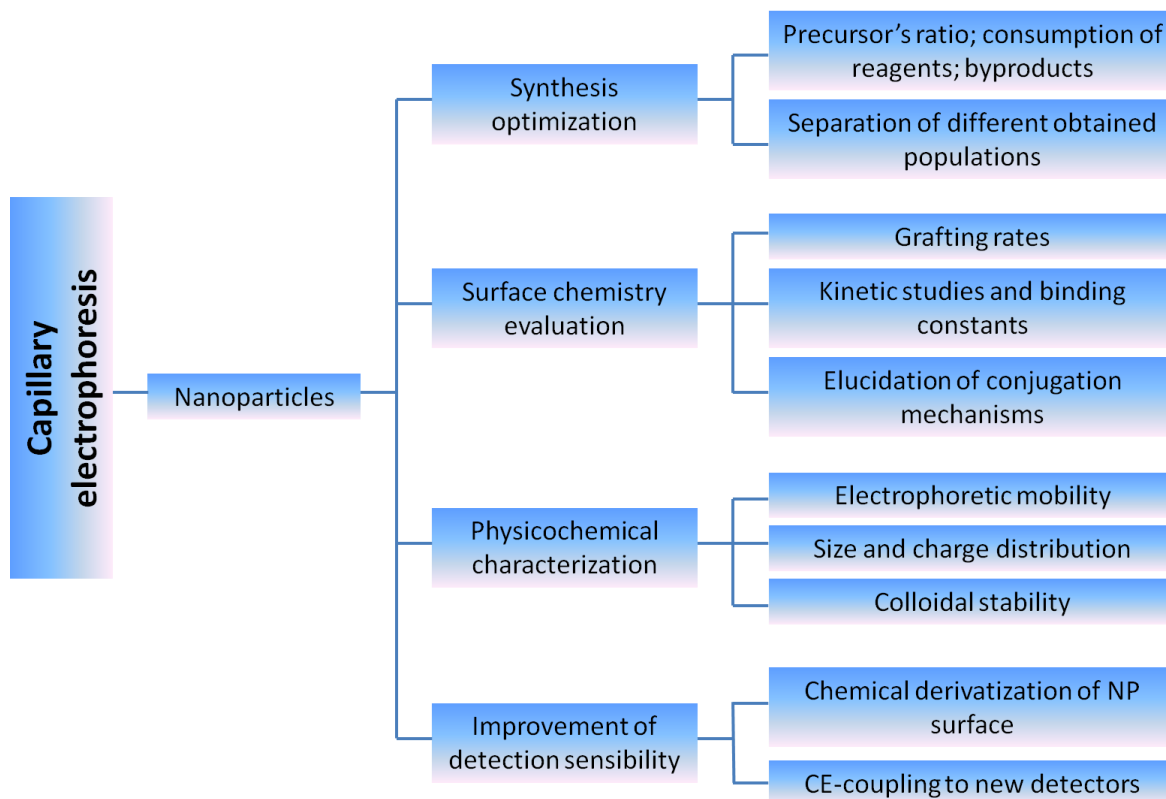 Capillary
electrophoresis
Nanoparticles
Synthesis
optimization
Precursor’s ratio; consumption of
reagents; byproducts
Separation of different obtained
populations
Surface chemistry
evaluation
Grafting rates
Kinetic studies and binding
constants
Elucidation of conjugation
mechanisms
Physicochemical
characterization
Electrophoretic mobility
Size and charge distribution
Colloidal stability
Improvement of
detection sensibility
Chemical derivatization of NP
surface
CE-coupling to new detectors